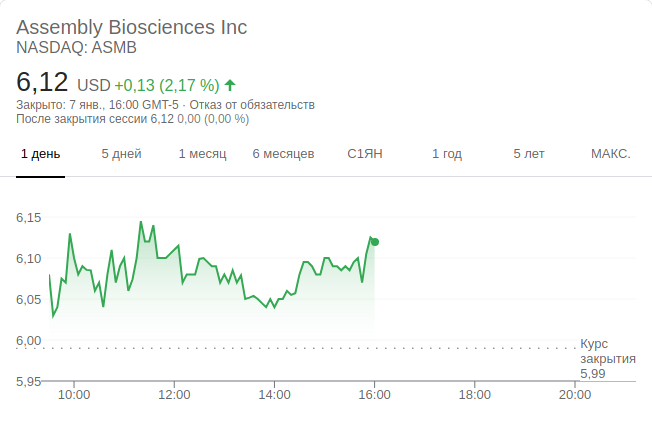 Assembly Biosciences Inc
NASDAQ: ASMB
6,12 USD +0,13 (2,17 %)
Закрыто: 7 янв., 16:00 GMT-5 · Отказ от обязательств
После закрытия сессии 6,12 0,00 (0,00 %)
1 день 5 дней 1 месяц 6 месяцев С1ЯН 1 год 5 лет МАКС.
6,15
6,10
6,05
6,00
Курс
закрытия
5,99
5,95
10:00 12:00 14:00 16:00 18:00 20:00